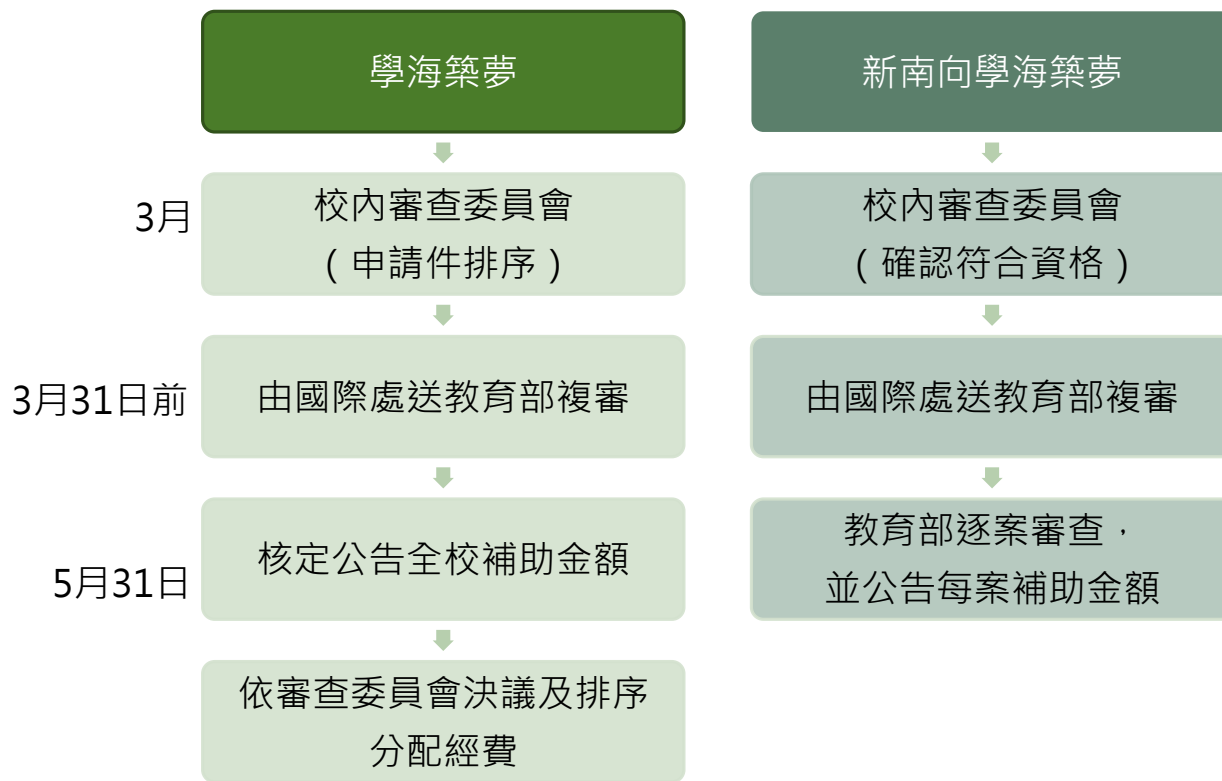 學海築夢
新南向學海築夢
3月
校內審查委員會
(申請件排序)
校內審查委員會
(確認符合資格)
3月31日前
由國際處送教育部複審
由國際處送教育部複審
5月31日
核定公告全校補助金額
教育部逐案審查，
並公告每案補助金額
依審查委員會決議及排序
分配經費